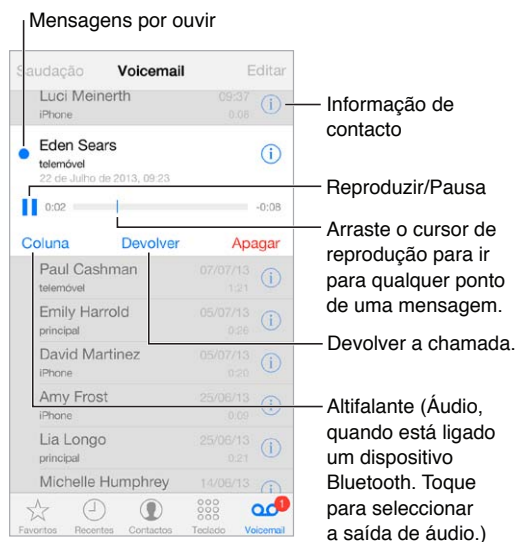 Mensagens por ouvir
Saudação Voicemail Editar
Luci Meinerth 09:37
iPhone 0:08
Informação de
contacto
Eden Sears
telemóvel
22 de Julho de 2013, 09:23
Reproduzir/Pausa
0:02 -0:08
Arraste o cursor de
reprodução para ir
para qualquer ponto
de uma mensagem.
Coluna Devolver Apagar
Paul Cashman 07/07/13
telemóvel 1:21
Emily Harrold 05/07/13
principal 0:26
Devolver a chamada.
David Martinez 05/07/13
iPhone 0:20
Amy Frost 25/06/13
iPhone 0:09
Altifalante (Áudio,
quando está ligado
um dispositivo
Bluetooth. Toque
para seleccionar
a saída de áudio.)
Lia Longo 25/06/13
principal 0:21
Michelle Humphrey 14/06/13
1
Favoritos Recentes Contactos Teclado Voicemail